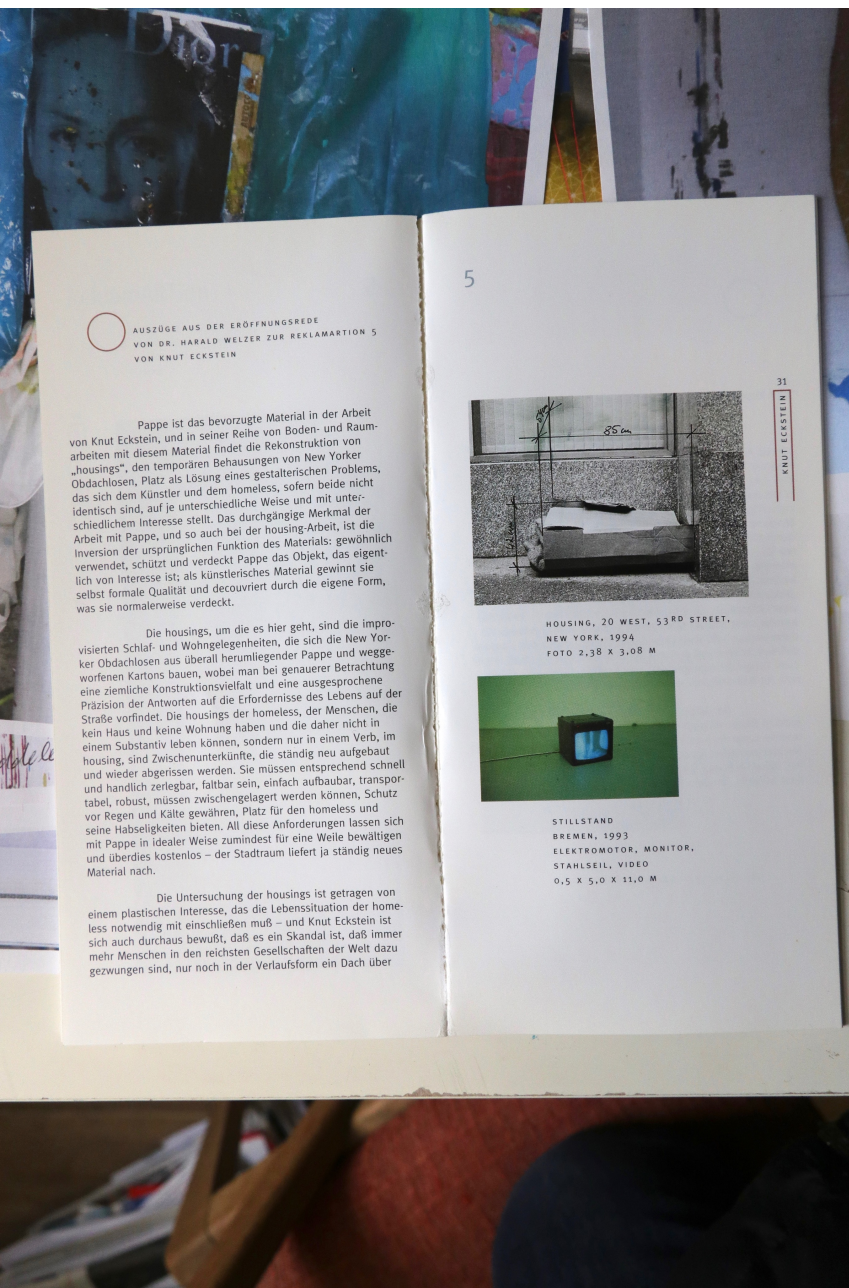 Dior
AUSZÜGE AUS DER ERÖFFNUNGSREDE
VON DR. HARALD WELZER ZUR REKLAMARTION 5
VON KNUT ECKSTEIN
Pappe ist das bevorzugte Material in der Arbeit
von Knut Eckstein, und in seiner Reihe von Boden- und Raum-
arbeiten mit diesem Material findet die Rekonstruktion von
„housings“, den temporären Behausungen von New Yorker
Obdachlosen, Platz als Lösung eines gestalterischen Problems,
das sich dem Künstler und dem homeless, sofern beide nicht
identisch sind, auf je unterschiedliche Weise und mit unter-
schiedlichem Interesse stellt. Das durchgängige Merkmal der
Arbeit mit Pappe, und so auch bei der housing-Arbeit, ist die
Inversion der ursprünglichen Funktion des Materials: gewöhnlich
verwendet, schützt und verdeckt Pappe das Objekt, das eigent-
lich von Interesse ist; als künstlerisches Material gewinnt sie
selbst formale Qualität und decouvriert durch die eigene Form,
was sie normalerweise verdeckt.
Die housings, um die es hier geht, sind die impro-
visierten Schlaf- und Wohngelegenheiten, die sich die New Yor-
ker Obdachlosen aus überall herumliegender Pappe und wegge-
worfenen Kartons bauen, wobei man bei genauerer Betrachtung
eine ziemliche Konstruktionsvielfalt und eine ausgesprochene
Präzision der Antworten auf die Erfordernisse des Lebens auf der
Straße vorfindet. Die housings der homeless, der Menschen, die
kein Haus und keine Wohnung haben und die daher nicht in
einem Substantiv leben können, sondern nur in einem Verb, im
housing, sind Zwischenunterkünfte, die ständig neu aufgebaut
und wieder abgerissen werden. Sie müssen entsprechend schnell
und handlich zerlegbar, faltbar sein, einfach aufbaubar, transpor-
tabel, robust, müssen zwischengelagert werden können, Schutz
vor Regen und Kälte gewähren, Platz für den homeless und
seine Habseligkeiten bieten. All diese Anforderungen lassen sich
mit Pappe in idealer Weise zumindest für eine Weile bewältigen
und überdies kostenlos – der Stadtraum liefert ja ständig neues
Material nach.
Die Untersuchung der housings ist getragen von
einem plastischen Interesse, das die Lebenssituation der home-
less notwendig mit einschließen muß – und Knut Eckstein ist
sich auch durchaus bewußt, daß es ein Skandal ist, daß immer
mehr Menschen in den reichsten Gesellschaften der Welt dazu
gezwungen sind, nur noch in der Verlaufsform ein Dach über
5
31
KNUT ECKSTEIN
85 cm
HOUSING, 20 WEST, 53RD STREET,
NEW YORK, 1994
FOTO 2,38 X 3,08 M
STILLSTAND
BREMEN, 1993
ELEKTROMOTOR, MONITOR,
STAHLSEIL, VIDEO
0,5 X 5,0 X 11,0 M